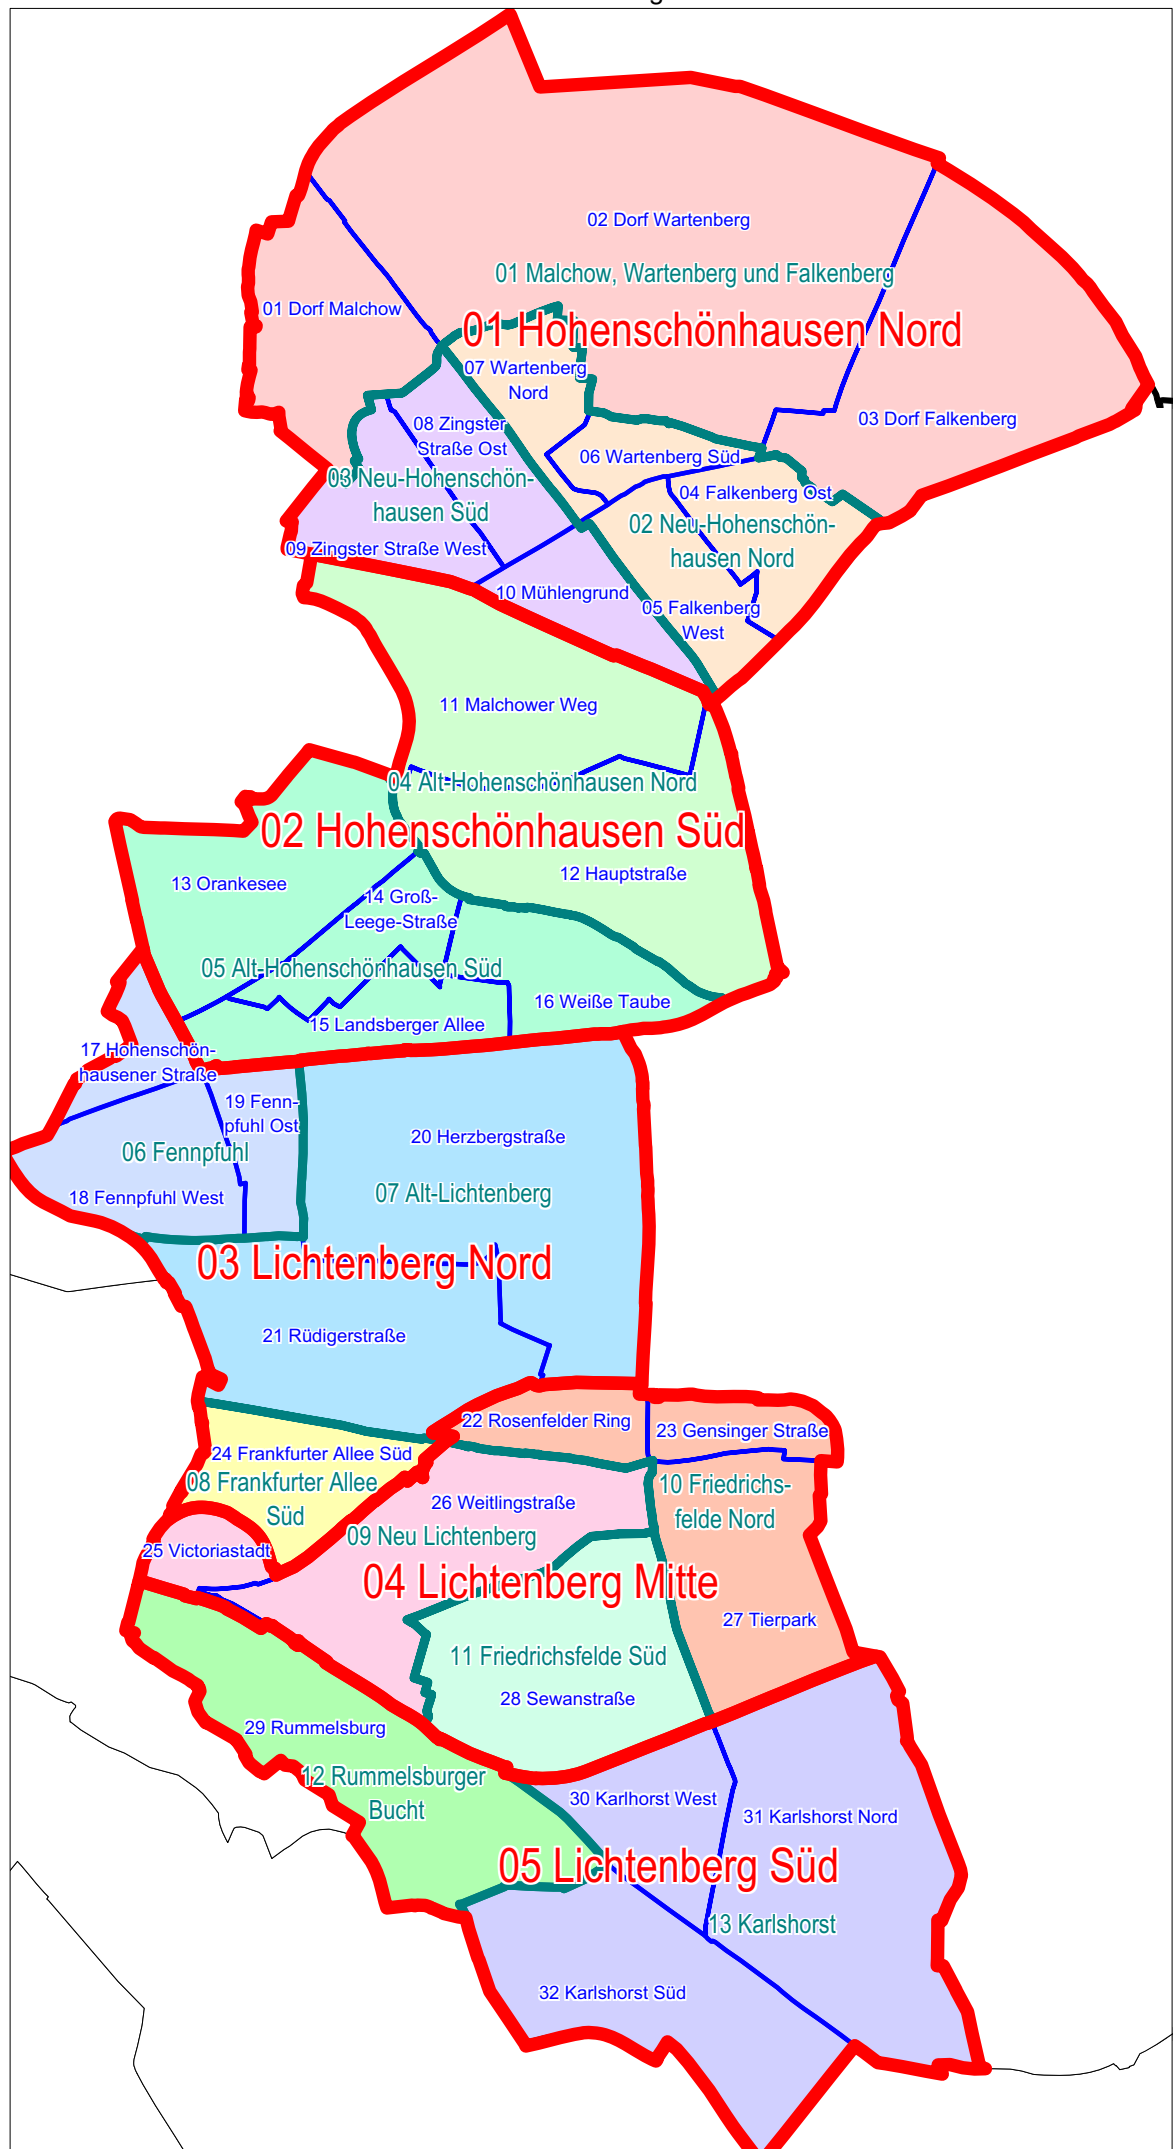 02 Dorf Wartenberg
01 Malchow, Wartenberg und Falkenberg
01 Dorf Malchow
01 Hohenschönhausen Nord
07 Wartenberg
Nord
03 Dorf Falkenberg
08 Zingster
Straße Ost
06 Wartenberg Süd
03 Neu-Hohenschön-
hausen Süd
04 Falkenberg Ost
02 Neu-Hohenschön-
hausen Nord
09 Zingster Straße West
10 Mühlengrund
05 Falkenberg
West
11 Malchower Weg
04 Alt-Hohenschönhausen Nord
02 Hohenschönhausen Süd
12 Hauptstraße
13 Orankesee
14 Groß-
Leege-Straße
05 Alt-Hohenschönhausen Süd
16 Weiße Taube
15 Landsberger Allee
17 Hohenschön-
hausener Straße
19 Fenn-
pfuhl Ost
20 Herzbergstraße
06 Fennpfuhl
18 Fennpfuhl West
07 Alt-Lichtenberg
03 Lichtenberg Nord
21 Rüdigerstraße
22 Rosenfelder Ring
23 Gensinger Straße
24 Frankfurter Allee Süd
08 Frankfurter Allee
Süd
10 Friedrichs-
felde Nord
26 Weitlingstraße
09 Neu Lichtenberg
25 Victoriastadt
04 Lichtenberg Mitte
27 Tierpark
11 Friedrichsfelde Süd
28 Sewanstraße
29 Rummelsburg
12 Rummelsburger
Bucht
30 Karlhorst West
31 Karlshorst Nord
05 Lichtenberg Süd
13 Karlshorst
32 Karlshorst Süd